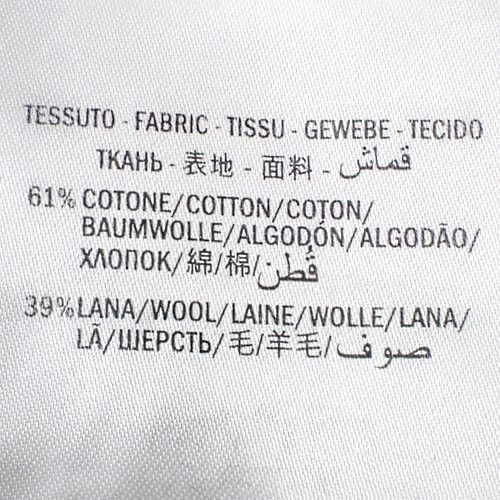 TESSUTO - FABRIC - TISSU - GEWEBE - TECIDO
ТКАНЬ - 表地 - 面料 - قماش
61% COTONE/COTTON/COTON/
BAUMWOLLE/ALGODÓN/ALGODÃO/
ХЛОПОК/綿/棉/قُطن
39% LANA/WOOL/LAINE/WOLLE/LANA/
LÃ/ШЕРСТЬ/毛/羊毛/صوف